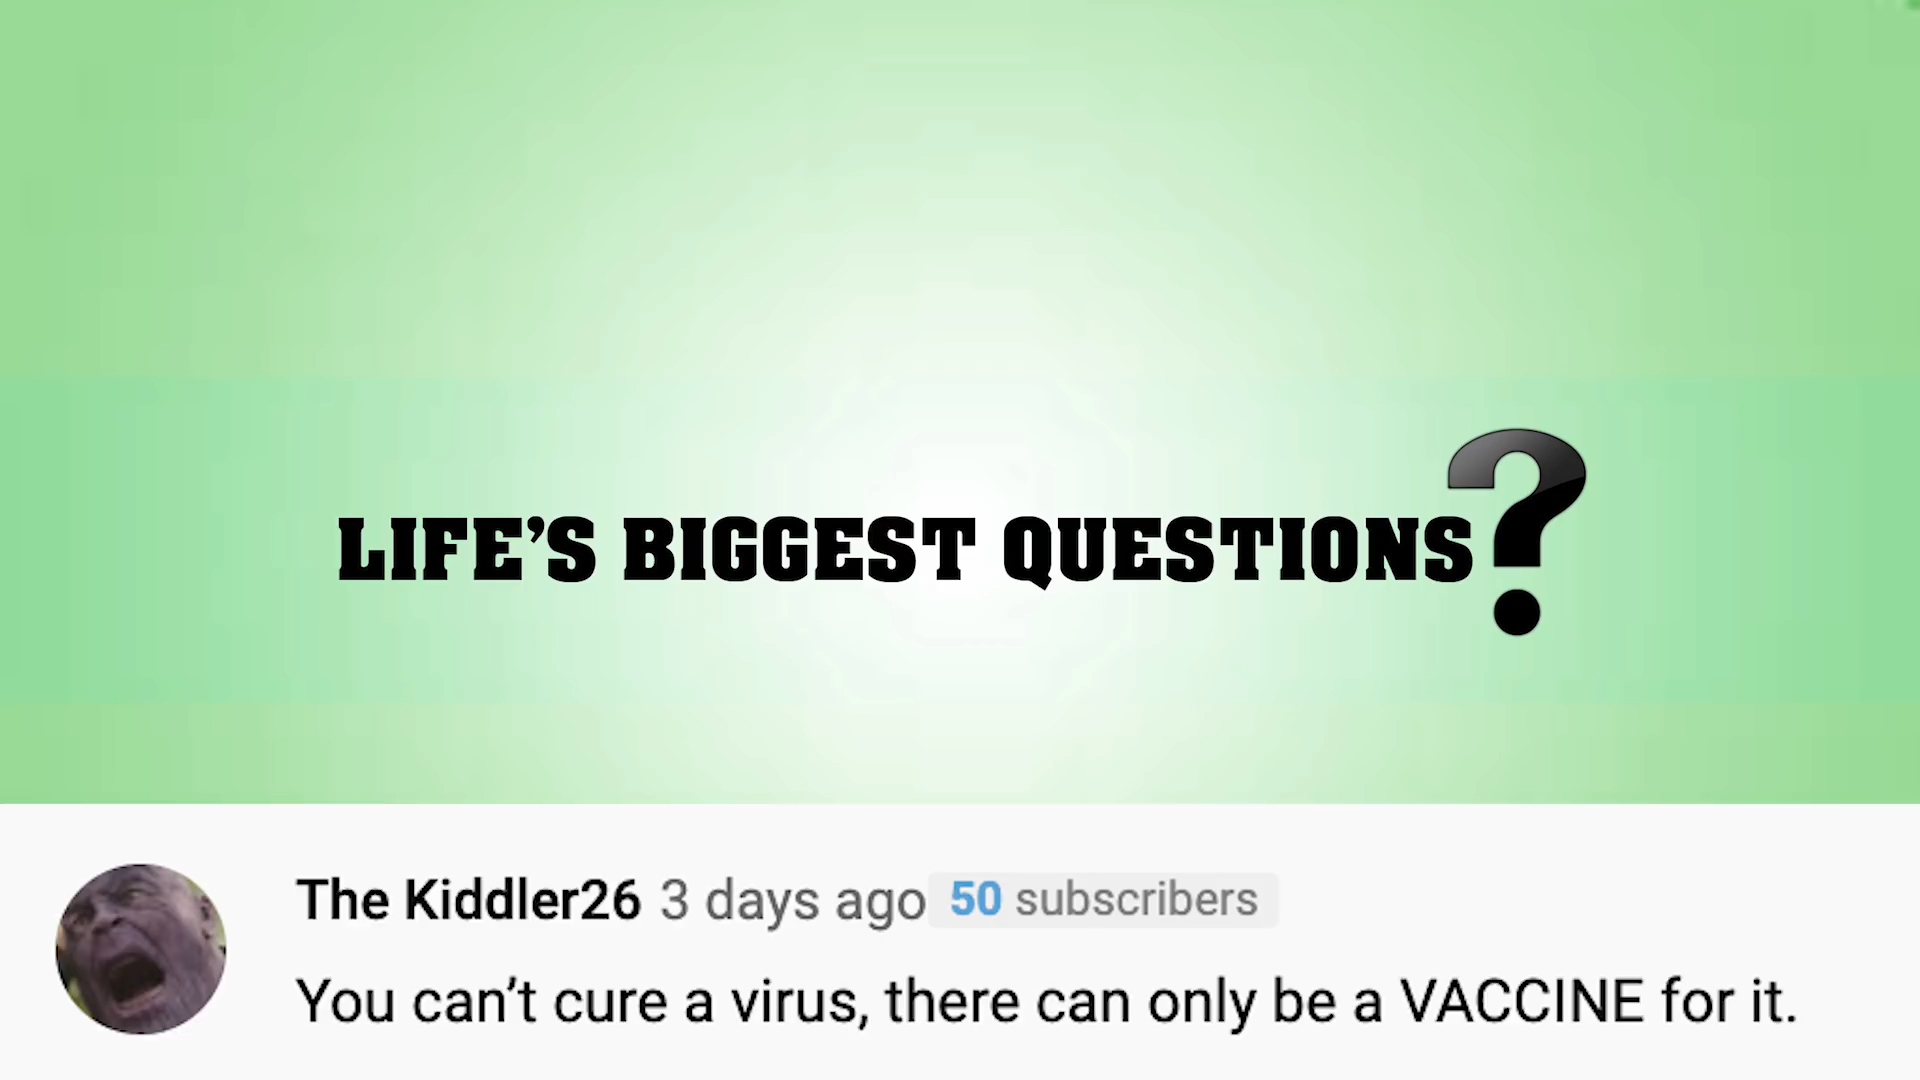 LIFE'S BIGGEST QUESTIONS?
The Kiddler26 3 days ago 50 subscribers
You can't cure a virus, there can only be a VACCINE for it.